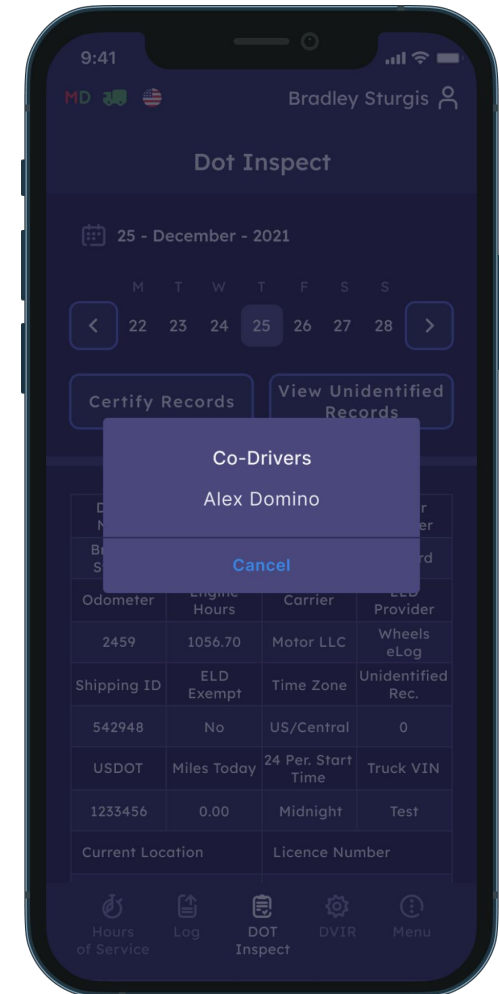 9:41
MD
Bradley Sturgis
Dot Inspect
25 - December - 2021
M T W T F S S
22 23 24 25 26 27 28
Certify Records
View Unidentified
Records
Co-Drivers
Alex Domino
Cancel
Odometer
Engine
Hours
Carrier
ELD
Provider
2459
1056.70
Motor LLC
Wheels
eLog
Shipping ID
ELD
Exempt
Time Zone
Unidentified
Rec.
542948
No
US/Central
0
USDOT
Miles Today
24 Per. Start
Time
Truck VIN
1233456
0.00
Midnight
Test
Current Location
Licence Number
Hours
of Service
Log
DOT
Inspect
DVIR
Menu